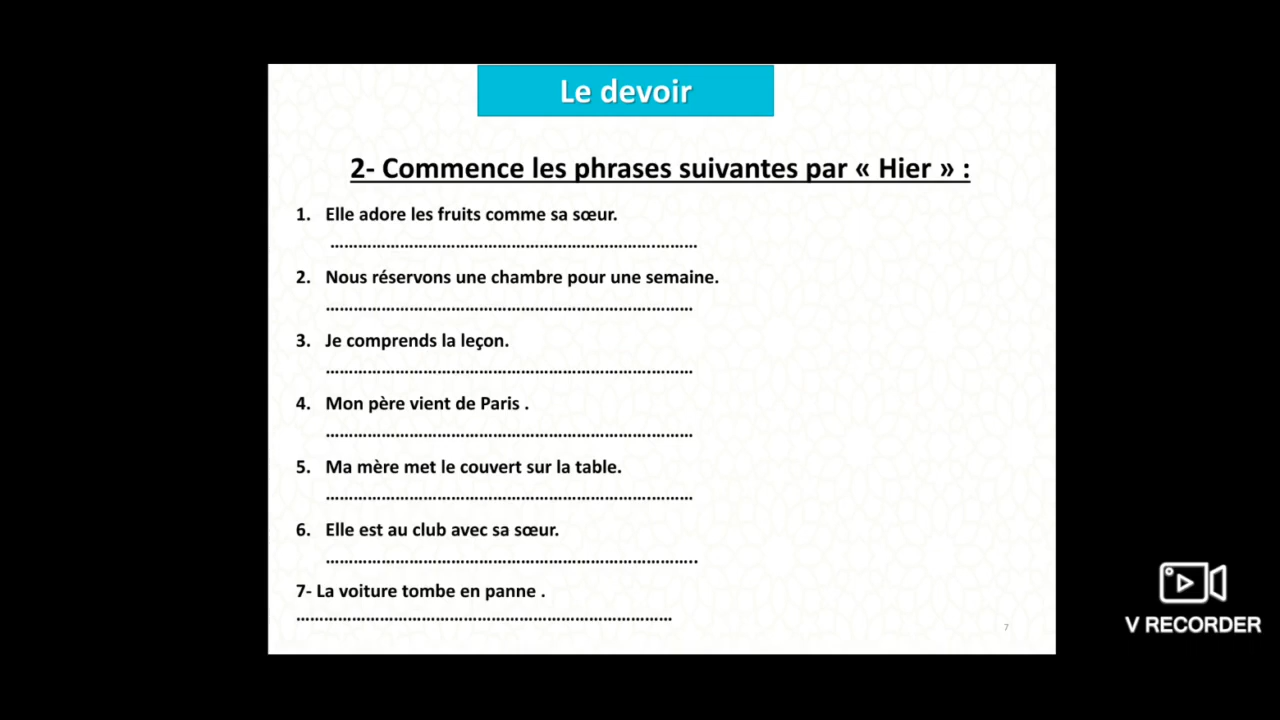 Le devoir
2- Commence les phrases suivantes par « Hier » :
1. Elle adore les fruits comme sa sœur.
……………………………………………………………….………
2. Nous réservons une chambre pour une semaine.
……………………………………………………………….………
3. Je comprends la leçon.
……………………………………………………………….………
4. Mon père vient de Paris .
……………………………………………………………….………
5. Ma mère met le couvert sur la table.
……………………………………………………………….………
6. Elle est au club avec sa sœur.
………………………………………………………………………..
7- La voiture tombe en panne .
…………………………………………………………………………
7
V RECORDER